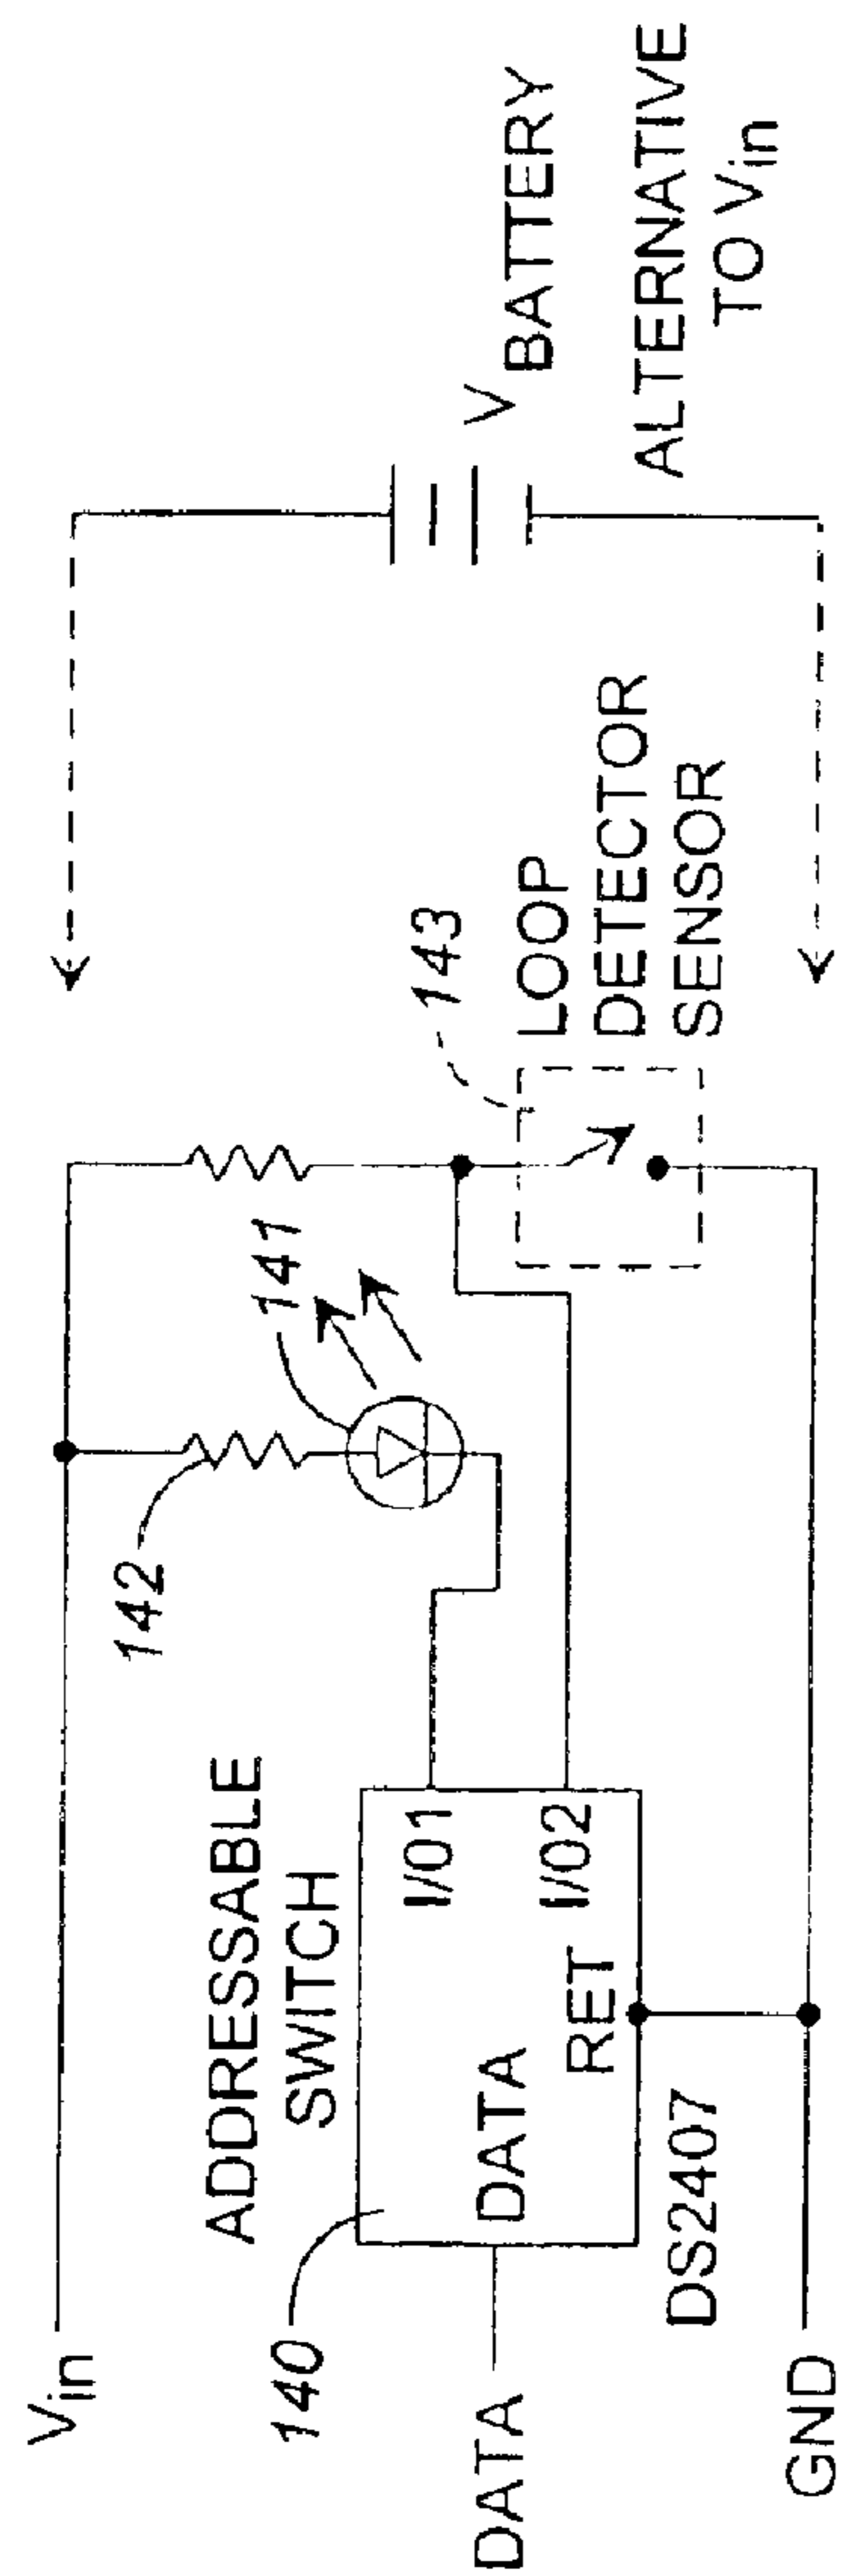 Vin
ADDRESSABLE
SWITCH
140
DATA
DATA
RET
I/01
I/02
DS2407
GND
142
141
143
LOOP
DETECTOR
SENSOR
V BATTERY
ALTERNATIVE
TO Vin